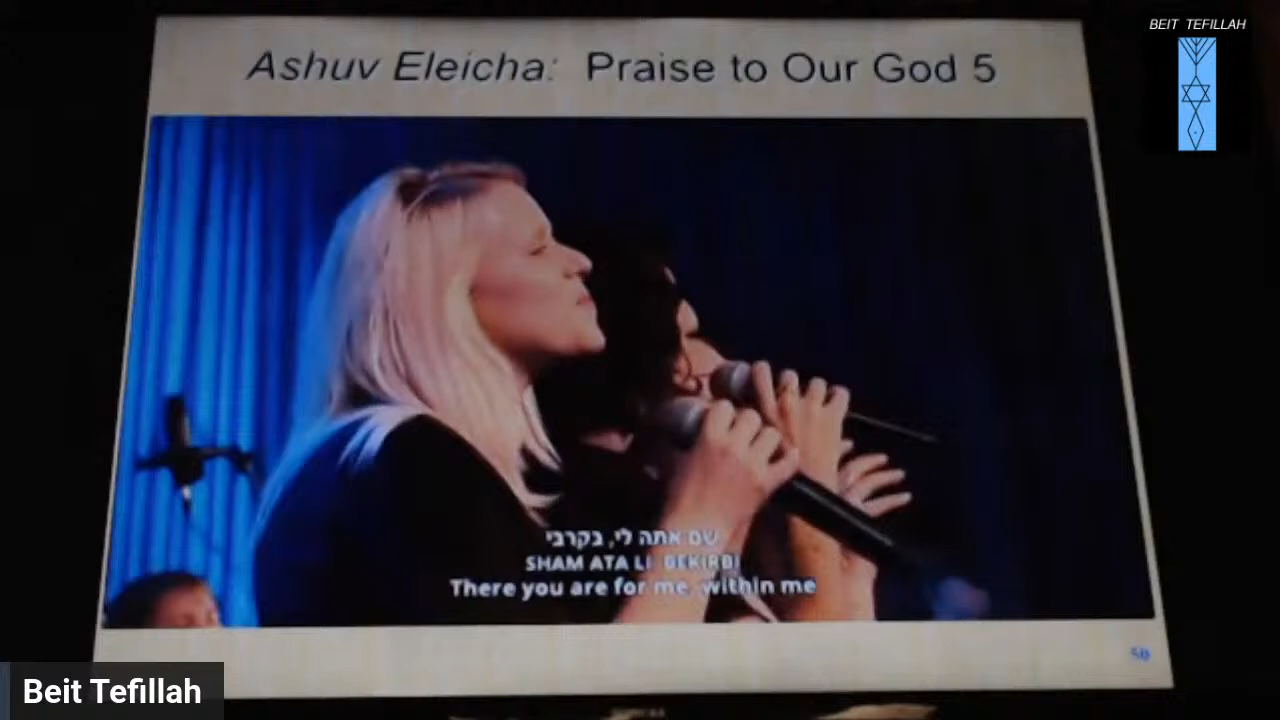 BEIT TEFILLAH
Ashuv Eleicha: Praise to Our God 5
שם אתה לי, בקרבי
SHAM ATA LI BEKIRBI
There you are for me, within me
50
Beit Tefillah